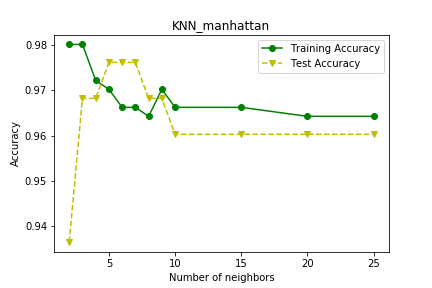 KNN_manhattan
Training Accuracy
Test Accuracy
0.98
0.97
0.96
0.95
0.94
Accuracy
5
10
15
20
25
Number of neighbors